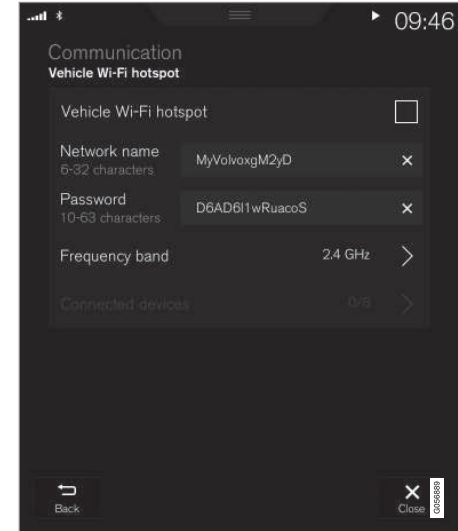 09:46
Communication
Vehicle Wi-Fi hotspot
Vehicle Wi-Fi hotspot
Network name
6-32 characters
MyVolvoxgM2yD
Password
10-63 characters
D6AD6I1wRuacoS
Frequency band
2.4 GHz
Connected devices
0/8
Back
Close
G056889